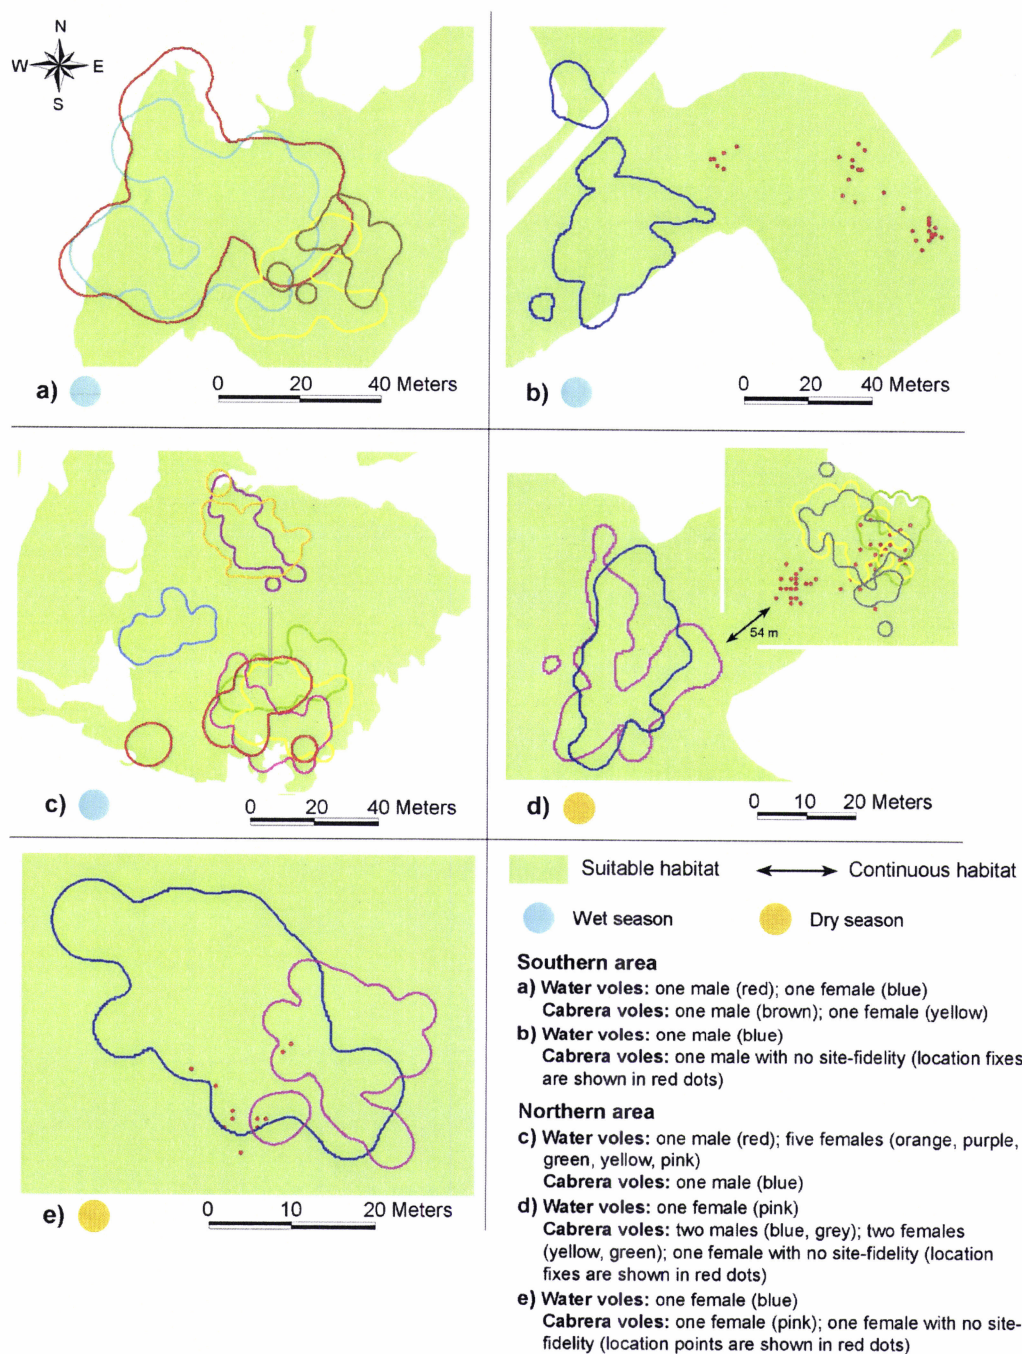 N
W E
S
a)
0 20 40 Meters
b)
0 20 40 Meters
54 m
c)
0 20 40 Meters
d)
0 10 20 Meters
e)
0 10 20 Meters
Suitable habitat Continuous habitat
Wet season Dry season
Southern area
a) Water voles: one male (red); one female (blue)
Cabrera voles: one male (brown); one female (yellow)
b) Water voles: one male (blue)
Cabrera voles: one male with no site-fidelity (location fixes
are shown in red dots)
Northern area
c) Water voles: one male (red); five females (orange, purple,
green, yellow, pink)
Cabrera voles: one male (blue)
d) Water voles: one female (pink)
Cabrera voles: two males (blue, grey); two females
(yellow, green); one female with no site-fidelity (location
fixes are shown in red dots)
e) Water voles: one female (blue)
Cabrera voles: one female (pink); one female with no site-
fidelity (location points are shown in red dots)